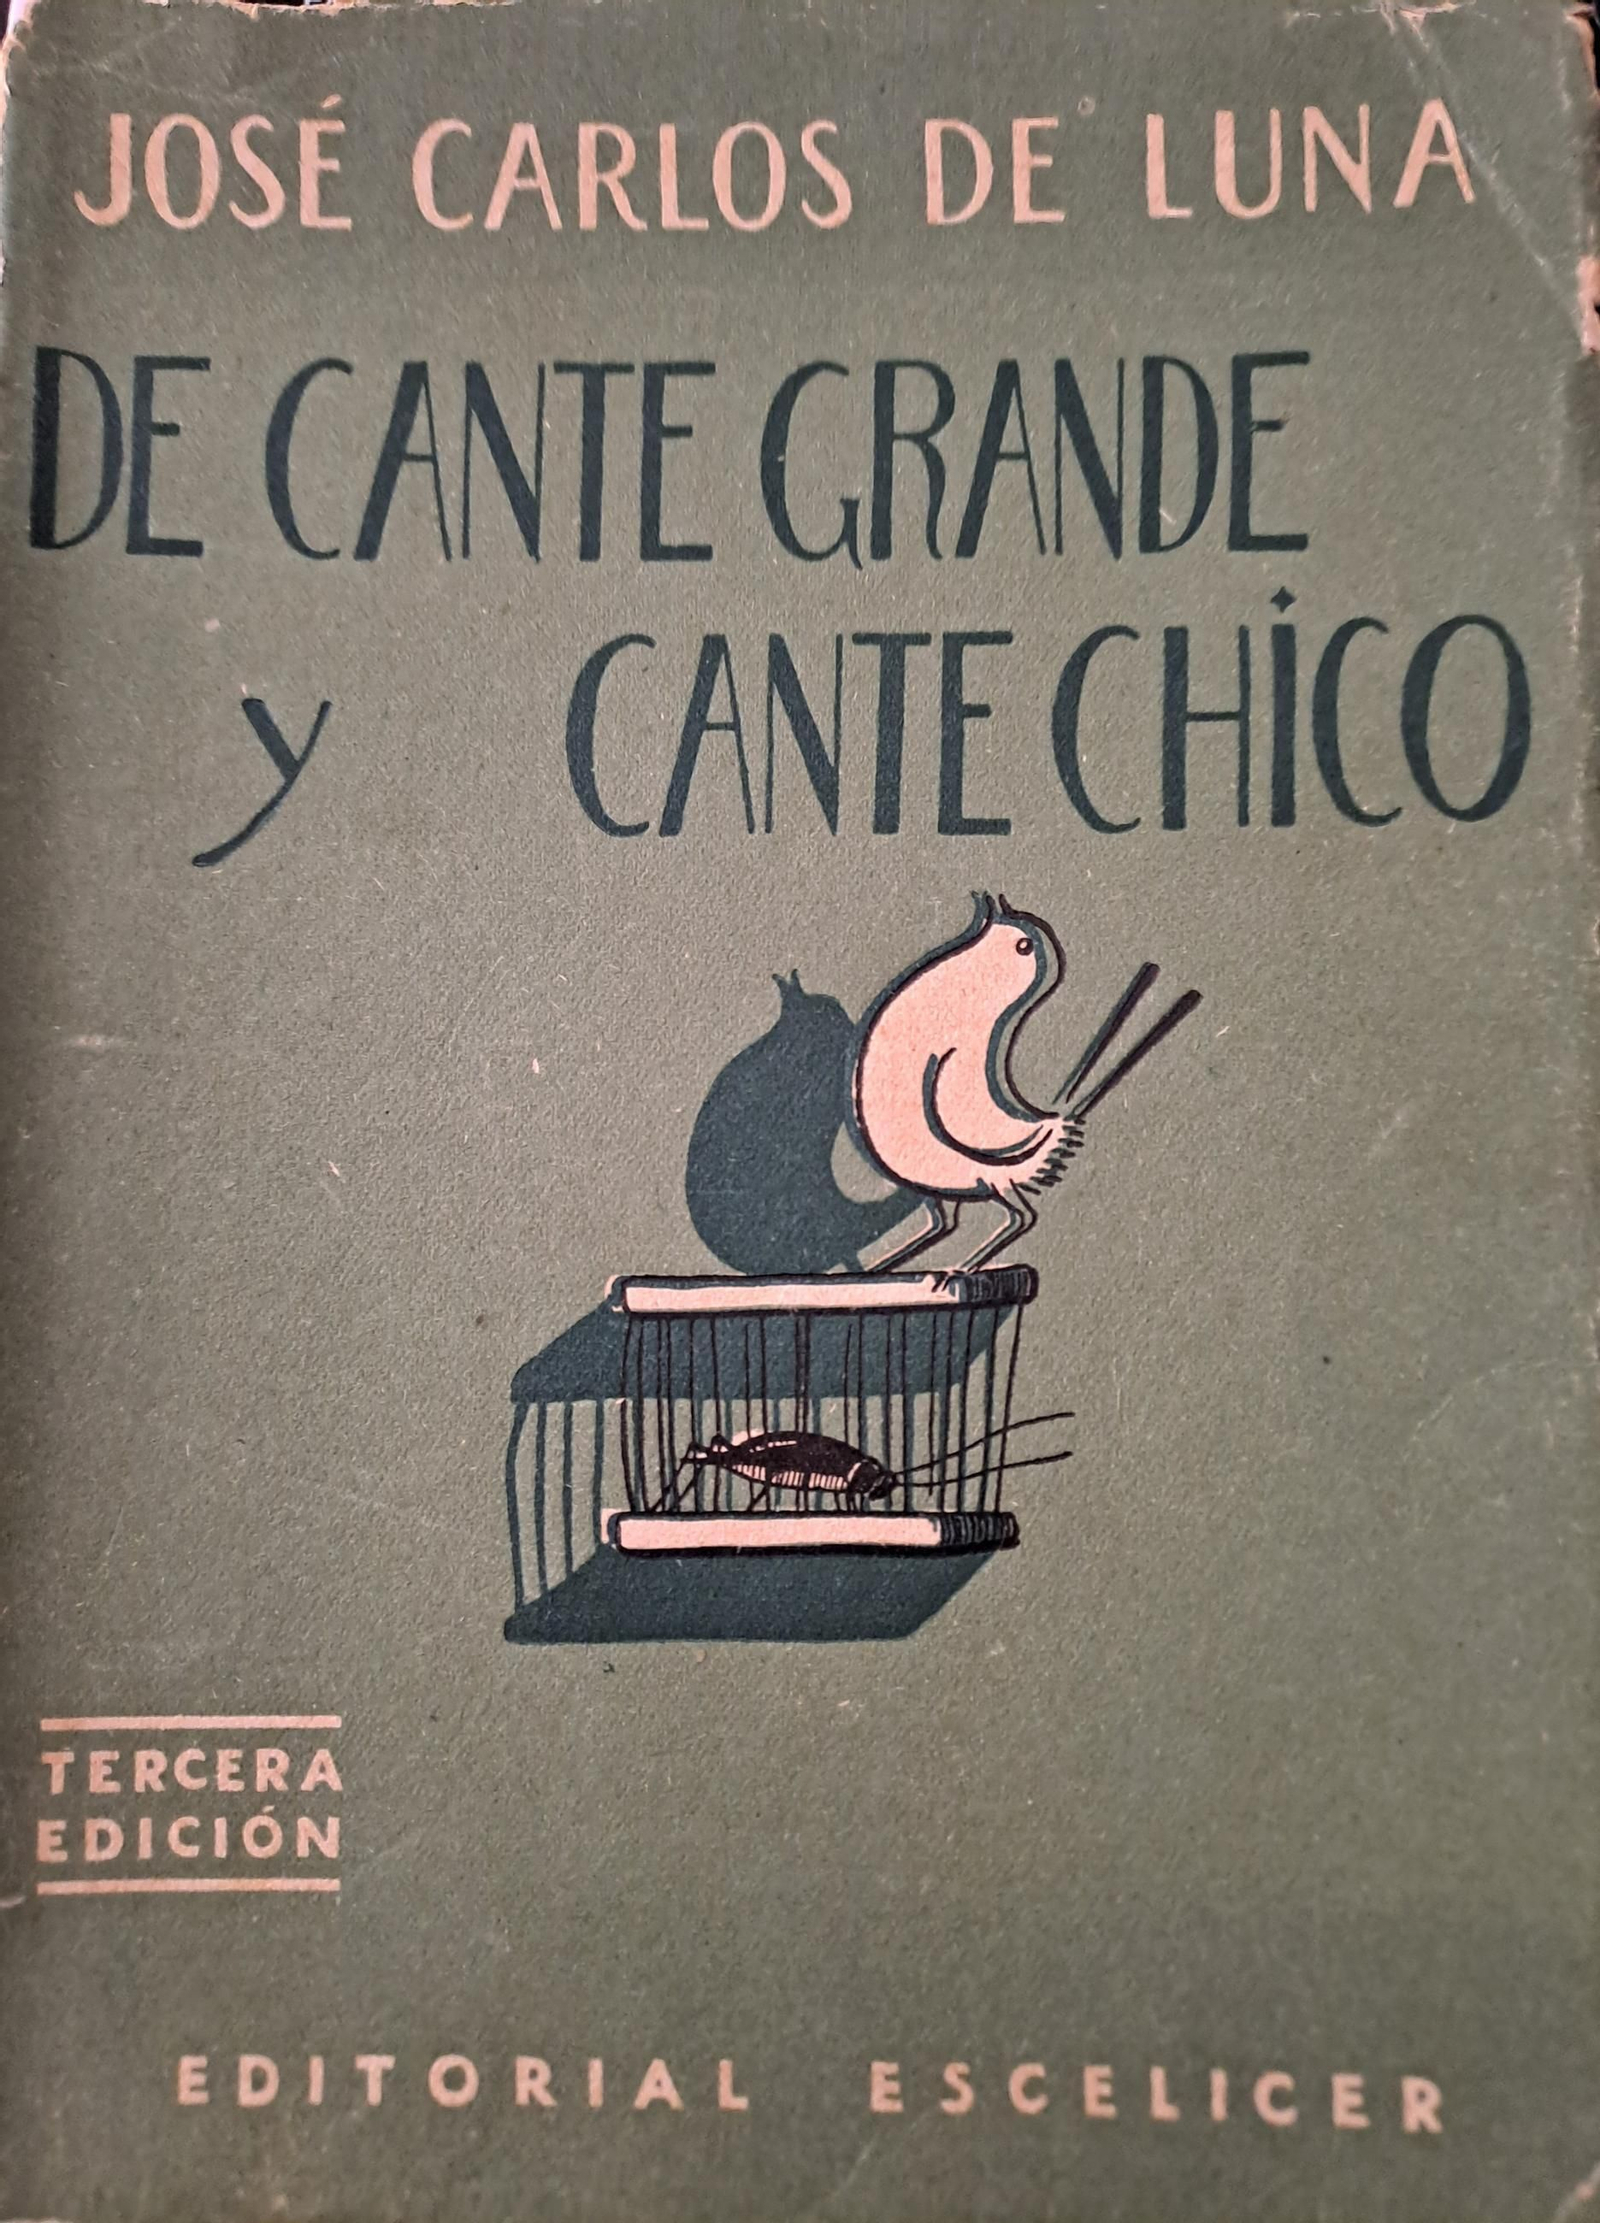 JOSÉ CARLOS DE LUNA
DE CANTE GRANDE
y CANTE CHiCO
TERCERA
EDICIÓN
EDITORIAL ESCELICER